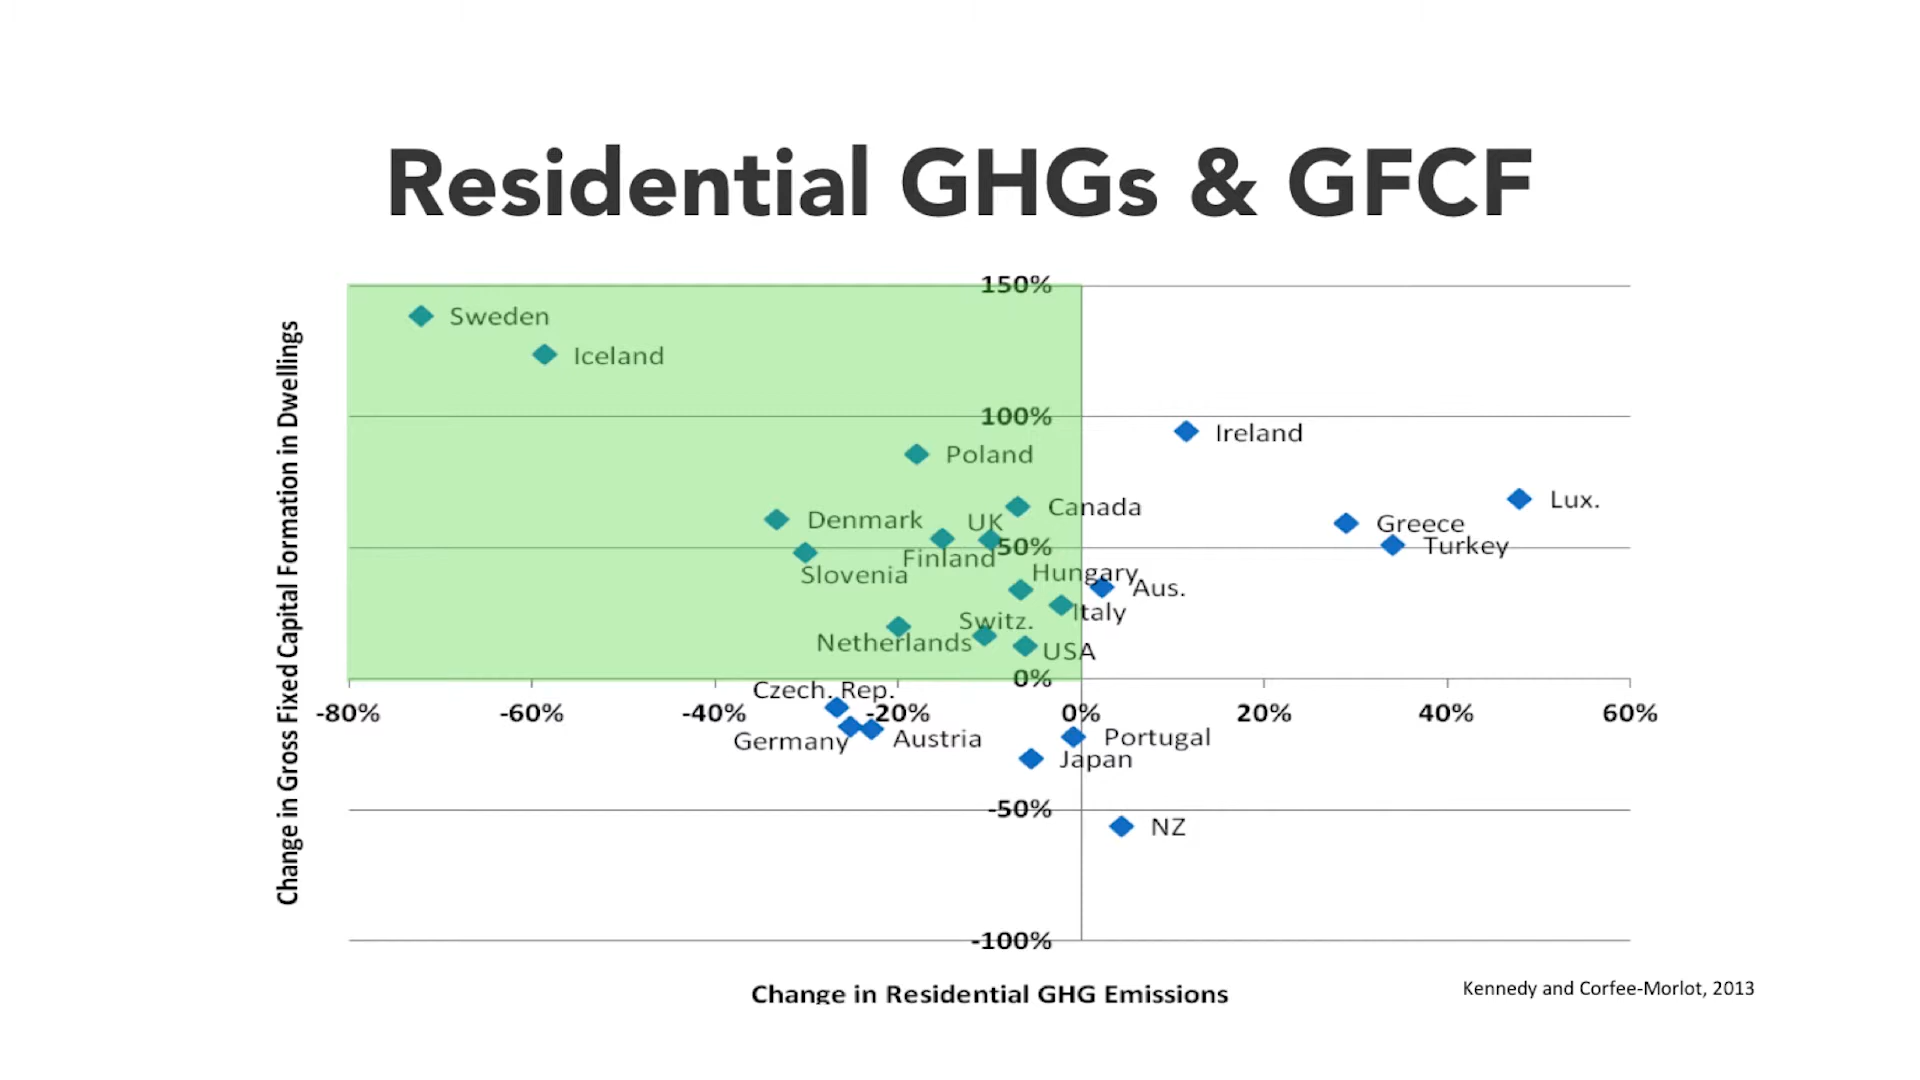 Residential GHGs & GFCF
Change in Gross Fixed Capital Formation in Dwellings
150%
Sweden
Iceland
100%
Ireland
Poland
Lux.
Canada
Denmark
UK
Greece
50%
Turkey
Finland
Slovenia
Hungary
Aus.
Italy
Switz.
Netherlands
USA
0%
Czech. Rep.
-80%
-60%
-40%
-20%
0%
20%
40%
60%
Germany
Austria
Portugal
Japan
-50%
NZ
-100%
Change in Residential GHG Emissions
Kennedy and Corfee-Morlot, 2013